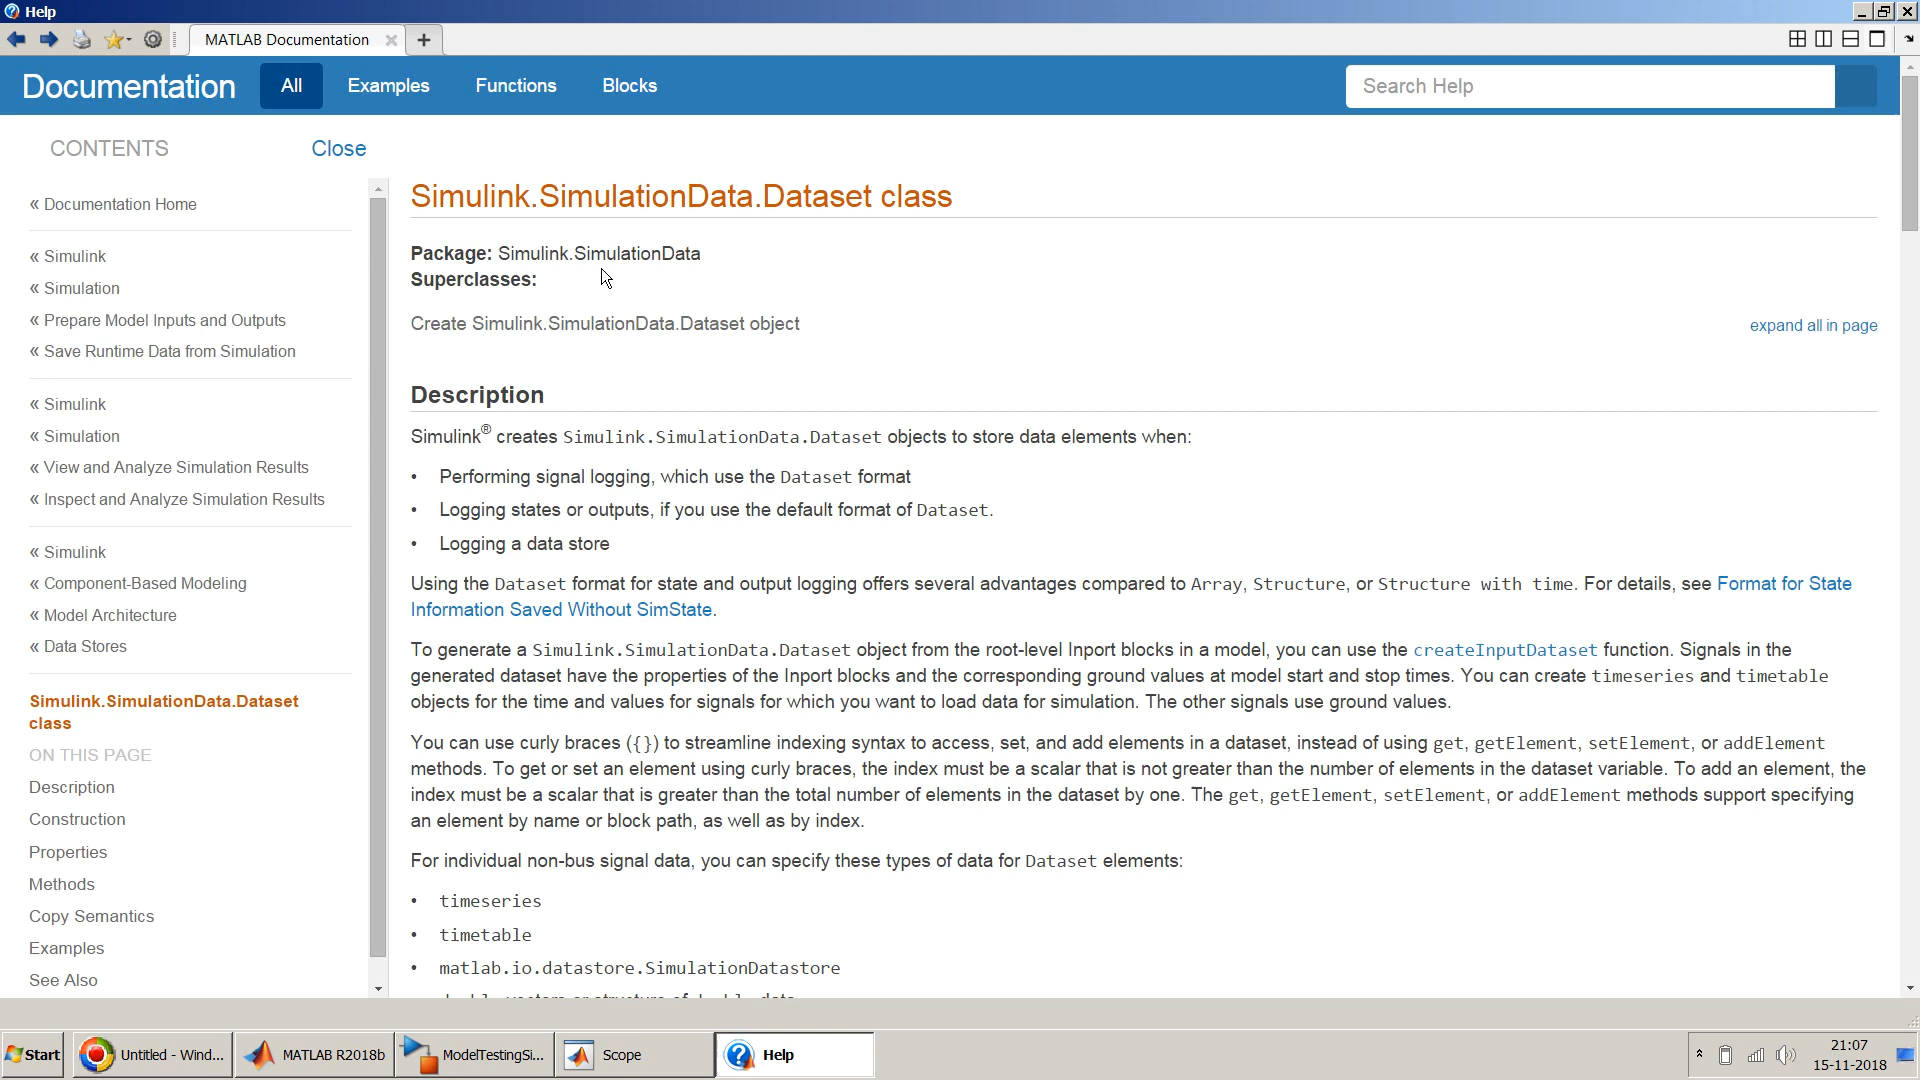 Help
MATLAB Documentation
Documentation All Examples Functions Blocks Search Help
CONTENTS Close
« Documentation Home
« Simulink
« Simulation
« Prepare Model Inputs and Outputs
« Save Runtime Data from Simulation
« Simulink
« Simulation
« View and Analyze Simulation Results
« Inspect and Analyze Simulation Results
« Simulink
« Component-Based Modeling
« Model Architecture
« Data Stores
Simulink.SimulationData.Dataset
class
ON THIS PAGE
Description
Construction
Properties
Methods
Copy Semantics
Examples
See Also
Simulink.SimulationData.Dataset class
Package: Simulink.SimulationData
Superclasses:
Create Simulink.SimulationData.Dataset object
expand all in page
Description
Simulink® creates Simulink.SimulationData.Dataset objects to store data elements when:
• Performing signal logging, which use the Dataset format
• Logging states or outputs, if you use the default format of Dataset.
• Logging a data store
Using the Dataset format for state and output logging offers several advantages compared to Array, Structure, or Structure with time. For details, see Format for State
Information Saved Without SimState.
To generate a Simulink.SimulationData.Dataset object from the root-level Inport blocks in a model, you can use the createInputDataset function. Signals in the
generated dataset have the properties of the Inport blocks and the corresponding ground values at model start and stop times. You can create timeseries and timetable
objects for the time and values for signals for which you want to load data for simulation. The other signals use ground values.
You can use curly braces ({}) to streamline indexing syntax to access, set, and add elements in a dataset, instead of using get, getElement, setElement, or addElement
methods. To get or set an element using curly braces, the index must be a scalar that is not greater than the number of elements in the dataset variable. To add an element, the
index must be a scalar that is greater than the total number of elements in the dataset by one. The get, getElement, setElement, or addElement methods support specifying
an element by name or block path, as well as by index.
For individual non-bus signal data, you can specify these types of data for Dataset elements:
• timeseries
• timetable
• matlab.io.datastore.SimulationDatastore
Start Untitled - Wind... MATLAB R2018b ModelTestingSi... Scope Help
21:07
15-11-2018